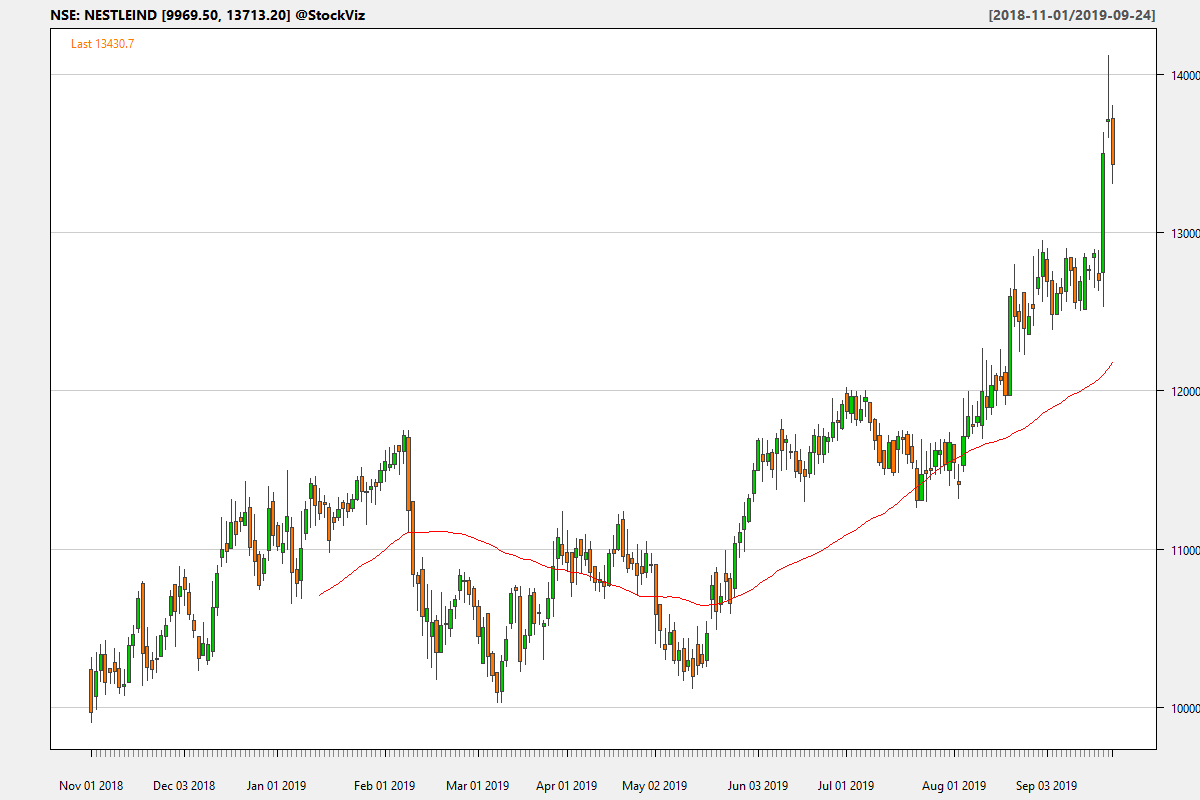 NSE: NESTLEIND [9969.50, 13713.20] @StockViz
[2018-11-01/2019-09-24]
Last 13430.7
14000
13000
12000
11000
10000
Nov 01 2018 Dec 03 2018 Jan 01 2019 Feb 01 2019 Mar 01 2019 Apr 01 2019 May 02 2019 Jun 03 2019 Jul 01 2019 Aug 01 2019 Sep 03 2019